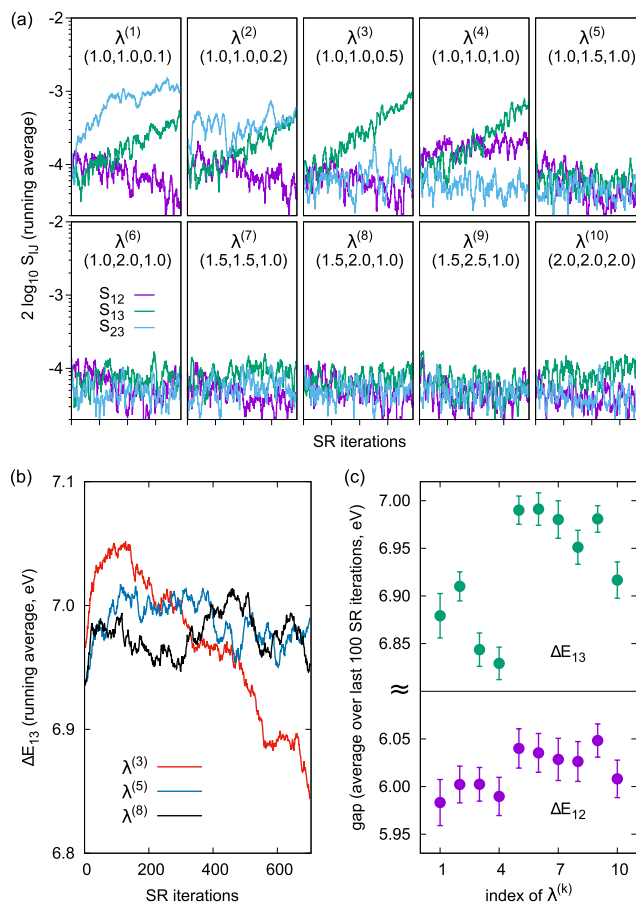 (a)
-2
-3
-4
-2
-3
-4
2 log10 SIJ (running average)
λ(1) λ(2) λ(3) λ(4) λ(5)
(1.0,1.0,0.1) (1.0,1.0,0.2) (1.0,1.0,0.5) (1.0,1.0,1.0) (1.0,1.5,1.0)
λ(6) λ(7) λ(8) λ(9) λ(10)
(1.0,2.0,1.0) (1.5,1.5,1.0) (1.5,2.0,1.0) (1.5,2.5,1.0) (2.0,2.0,2.0)
S12
S13
S23
SR iterations
(b)
7.1
7.0
6.9
6.8
ΔE13 (running average, eV)
λ(3)
λ(5)
λ(8)
0 200 400 600
SR iterations
(c)
7.00
6.95
6.90
6.85
≈
6.05
6.00
5.95
gap (average over last 100 SR iterations, eV)
ΔE13
ΔE12
1 4 7 10
index of λ(k)